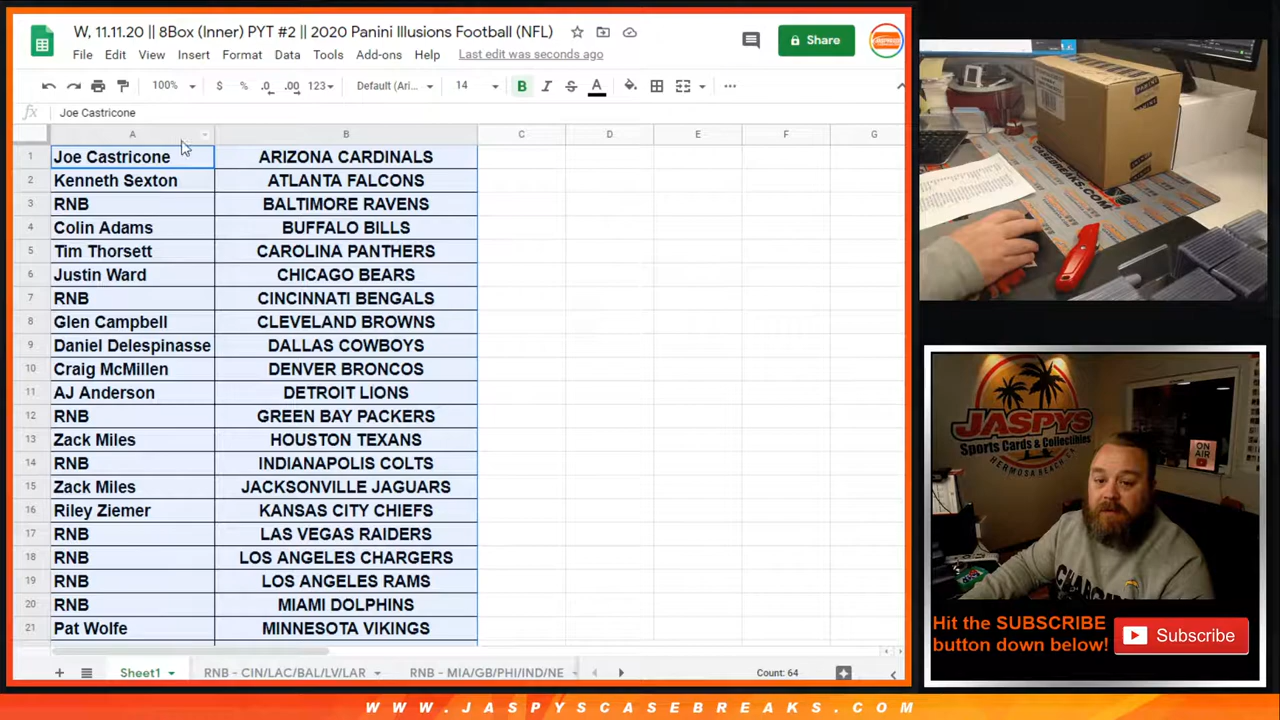 W, 11.11.20 || 8Box (Inner) PYT #2 || 2020 Panini Illusions Football (NFL)
File Edit View Insert Format Data Tools Add-ons Help Last edit was seconds ago
Share
100% $ % .0 .00 123 Default (Ari... 14 B I S A
fx Joe Castricone
A B C D E F G
1 Joe Castricone ARIZONA CARDINALS
2 Kenneth Sexton ATLANTA FALCONS
3 RNB BALTIMORE RAVENS
4 Colin Adams BUFFALO BILLS
5 Tim Thorsett CAROLINA PANTHERS
6 Justin Ward CHICAGO BEARS
7 RNB CINCINNATI BENGALS
8 Glen Campbell CLEVELAND BROWNS
9 Daniel Delespinasse DALLAS COWBOYS
10 Craig McMillen DENVER BRONCOS
11 AJ Anderson DETROIT LIONS
12 RNB GREEN BAY PACKERS
13 Zack Miles HOUSTON TEXANS
14 RNB INDIANAPOLIS COLTS
15 Zack Miles JACKSONVILLE JAGUARS
16 Riley Ziemer KANSAS CITY CHIEFS
17 RNB LAS VEGAS RAIDERS
18 RNB LOS ANGELES CHARGERS
19 RNB LOS ANGELES RAMS
20 RNB MIAMI DOLPHINS
21 Pat Wolfe MINNESOTA VIKINGS
Sheet1 RNB - CIN/LAC/BAL/LV/LAR RNB - MIA/GB/PHI/IND/NE Count: 64
JASPYS
Sports Cards & Collectibles
HERMOSA BEACH, CA
ON AIR
Hit the SUBSCRIBE
button down below!
Subscribe
WWW.JASPYSCASEBREAKS.COM